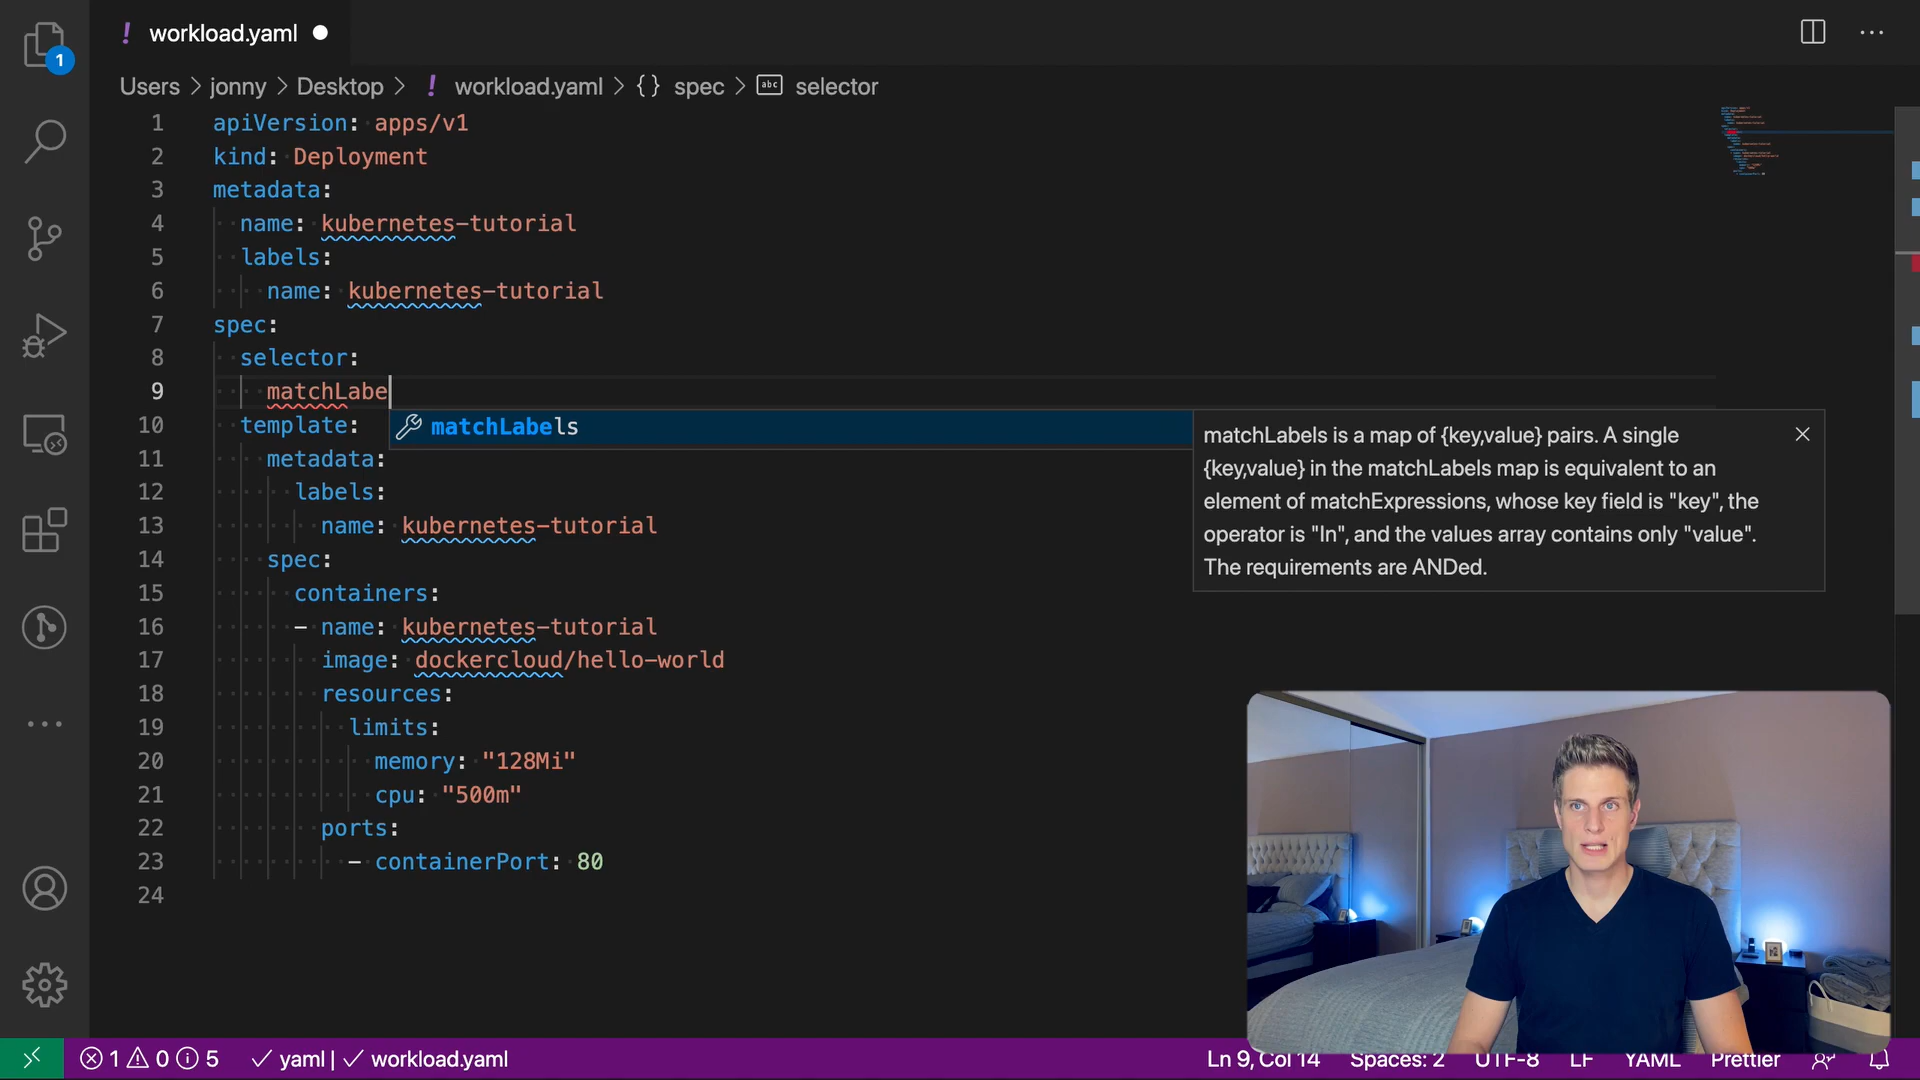 workload.yaml
1
Users > jonny > Desktop > ! workload.yaml > {} spec > abc selector
1 apiVersion: apps/v1
2 kind: Deployment
3 metadata:
4 name: kubernetes-tutorial
5 labels:
6 name: kubernetes-tutorial
7 spec:
8 selector:
9 matchLabe
10 template:
matchLabels
11 metadata:
12 labels:
13 name: kubernetes-tutorial
14 spec:
15 containers:
16 - name: kubernetes-tutorial
17 image: dockercloud/hello-world
18 resources:
19 limits:
20 memory: "128Mi"
21 cpu: "500m"
22 ports:
23 - containerPort: 80
24
matchLabels is a map of {key,value} pairs. A single
{key,value} in the matchLabels map is equivalent to an
element of matchExpressions, whose key field is "key", the
operator is "In", and the values array contains only "value".
The requirements are ANDed.
1 0 5 yaml | workload.yaml Ln 9, Col 14 Spaces: 2 UTF-8 LF YAML Prettier